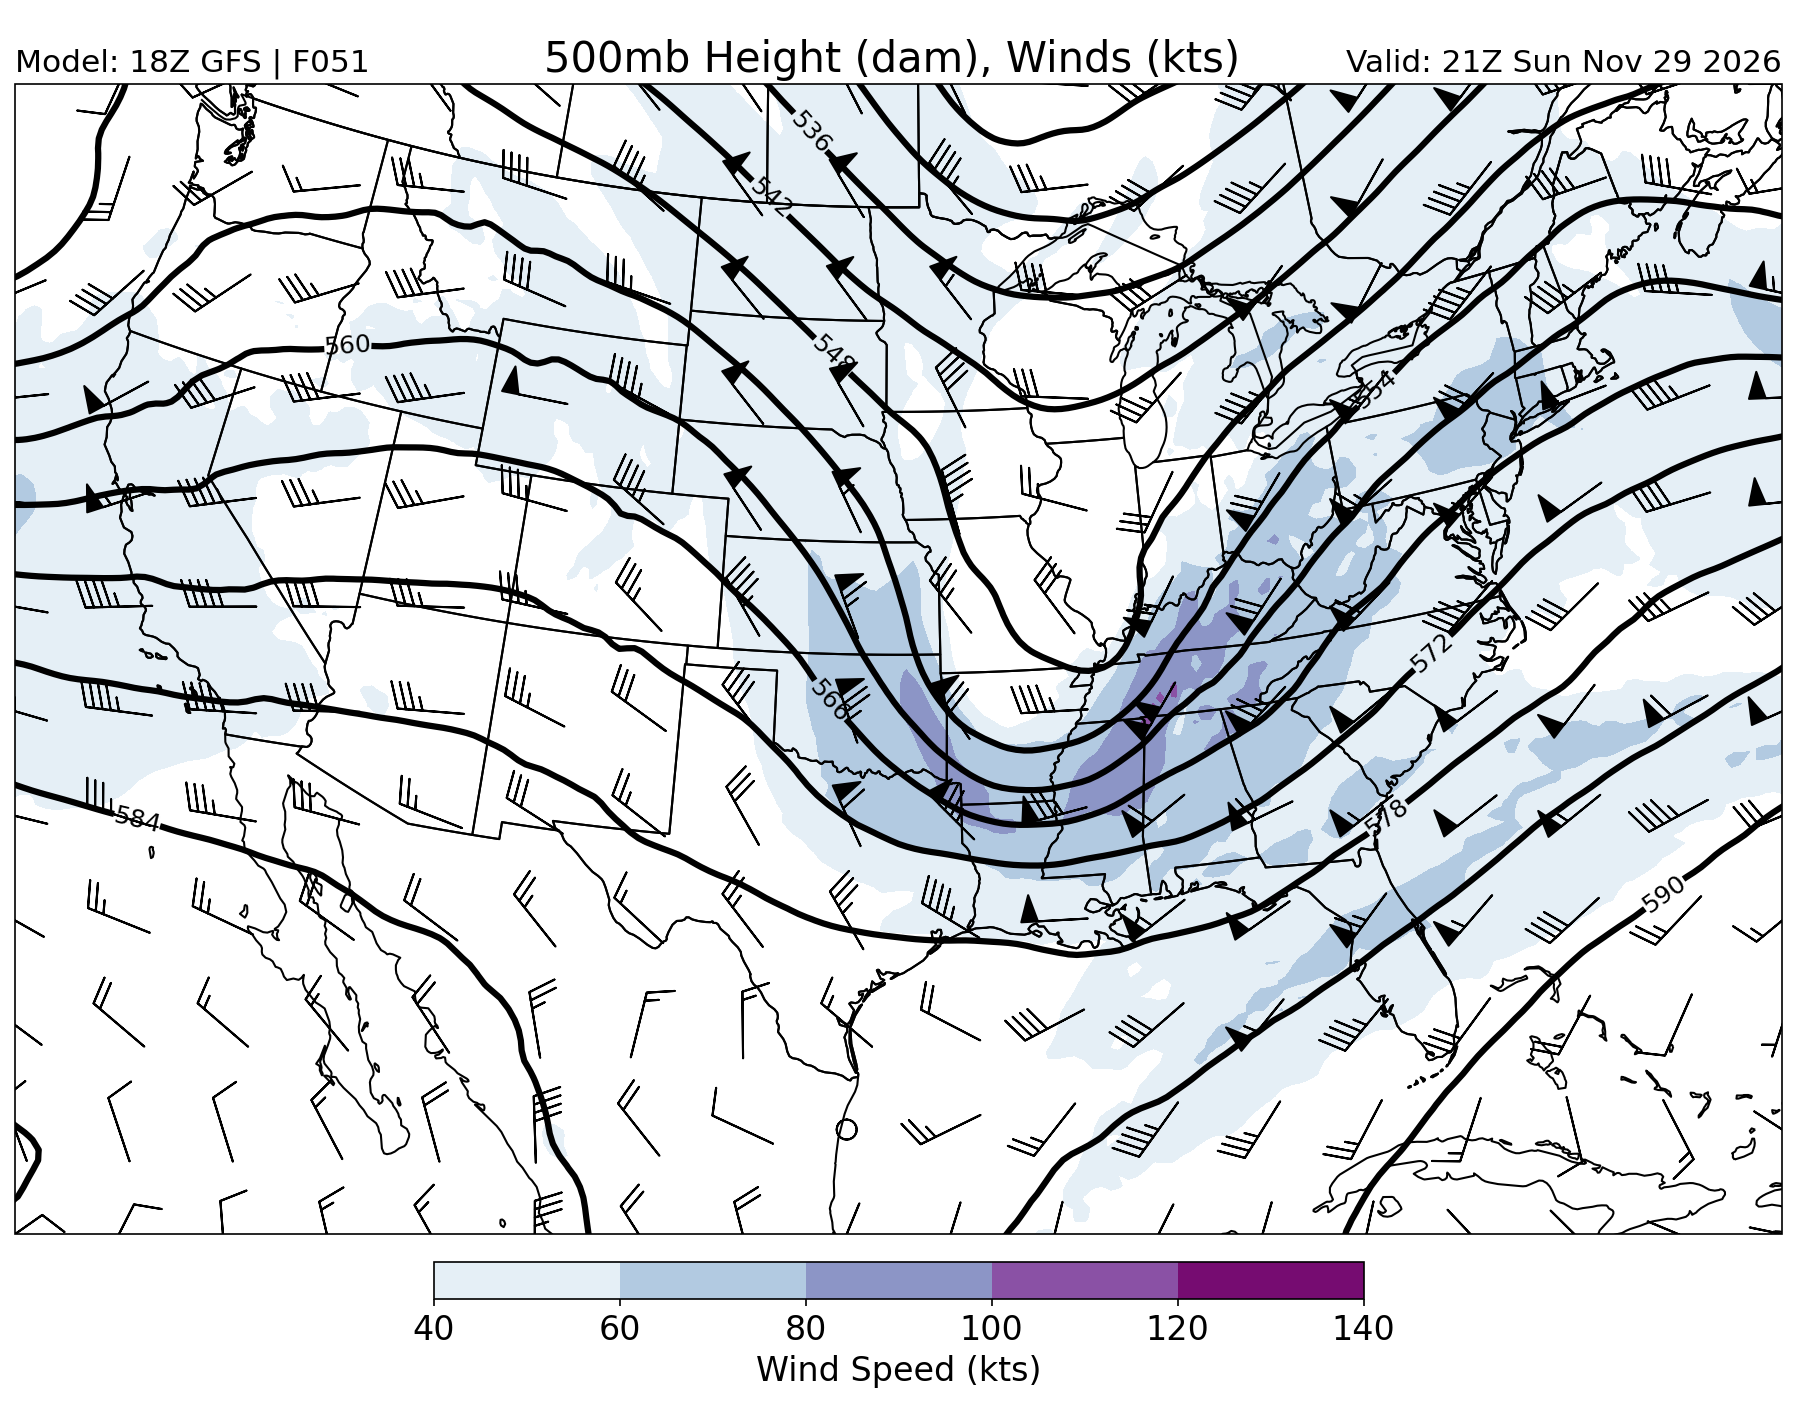 Model: 18Z GFS | F051
500mb Height (dam), Winds (kts)
Valid: 21Z Sun Nov 29 2026
536
542
548
560
554
572
566
584
578
590
40 60 80 100 120 140
Wind Speed (kts)